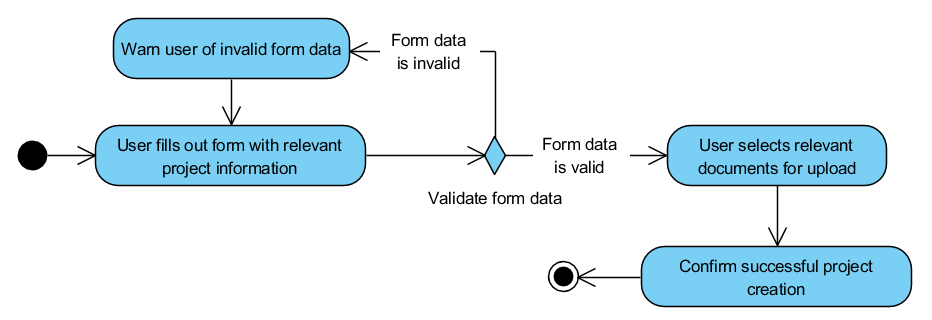 Warn user of invalid form data
Form data
is invalid
User fills out form with relevant
project information
Form data
is valid
User selects relevant
documents for upload
Validate form data
Confirm successful project
creation